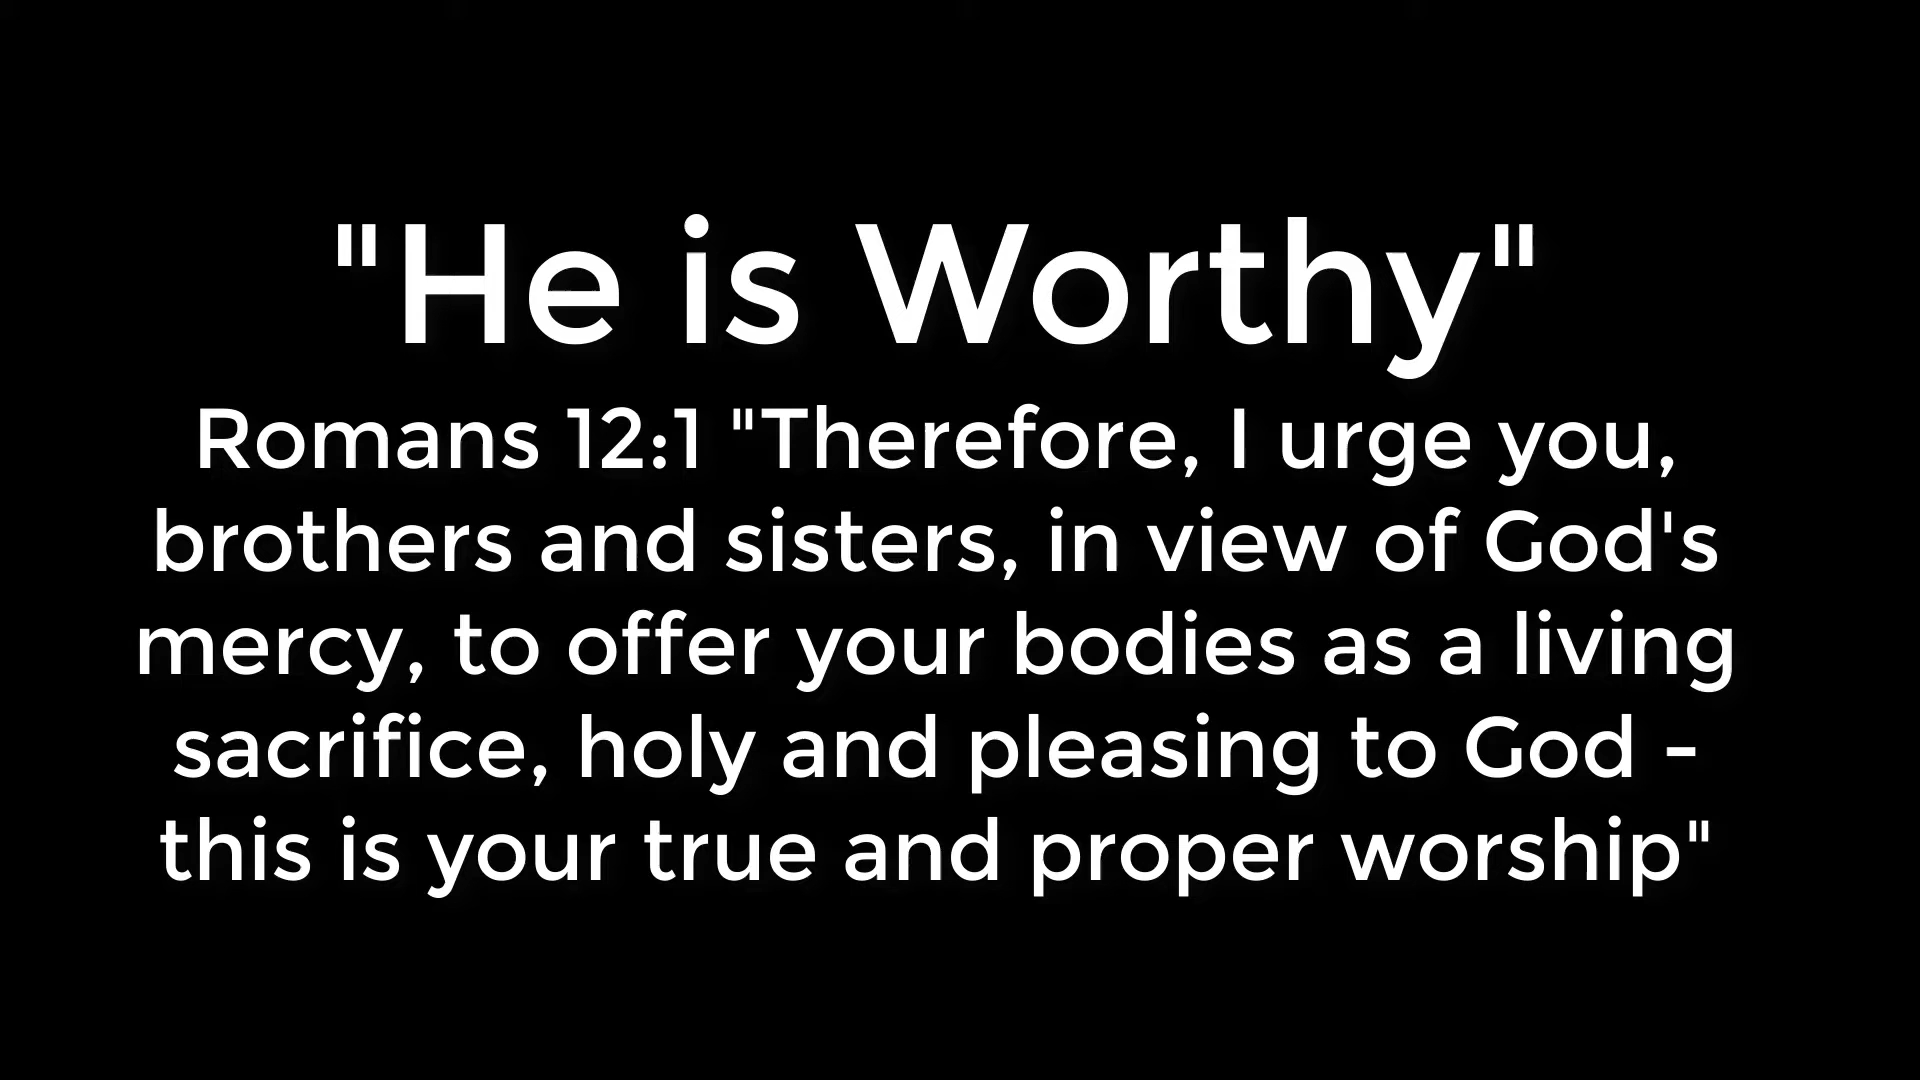 "He is Worthy"
Romans 12:1 "Therefore, I urge you,
brothers and sisters, in view of God's
mercy, to offer your bodies as a living
sacrifice, holy and pleasing to God -
this is your true and proper worship"